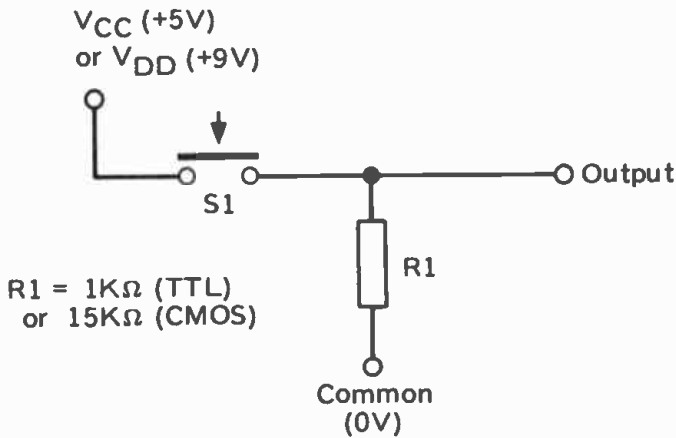 VCC (+5V)
or VDD (+9V)
S1
Output
R1
R1 = 1KΩ (TTL)
or 15KΩ (CMOS)
Common
(0V)